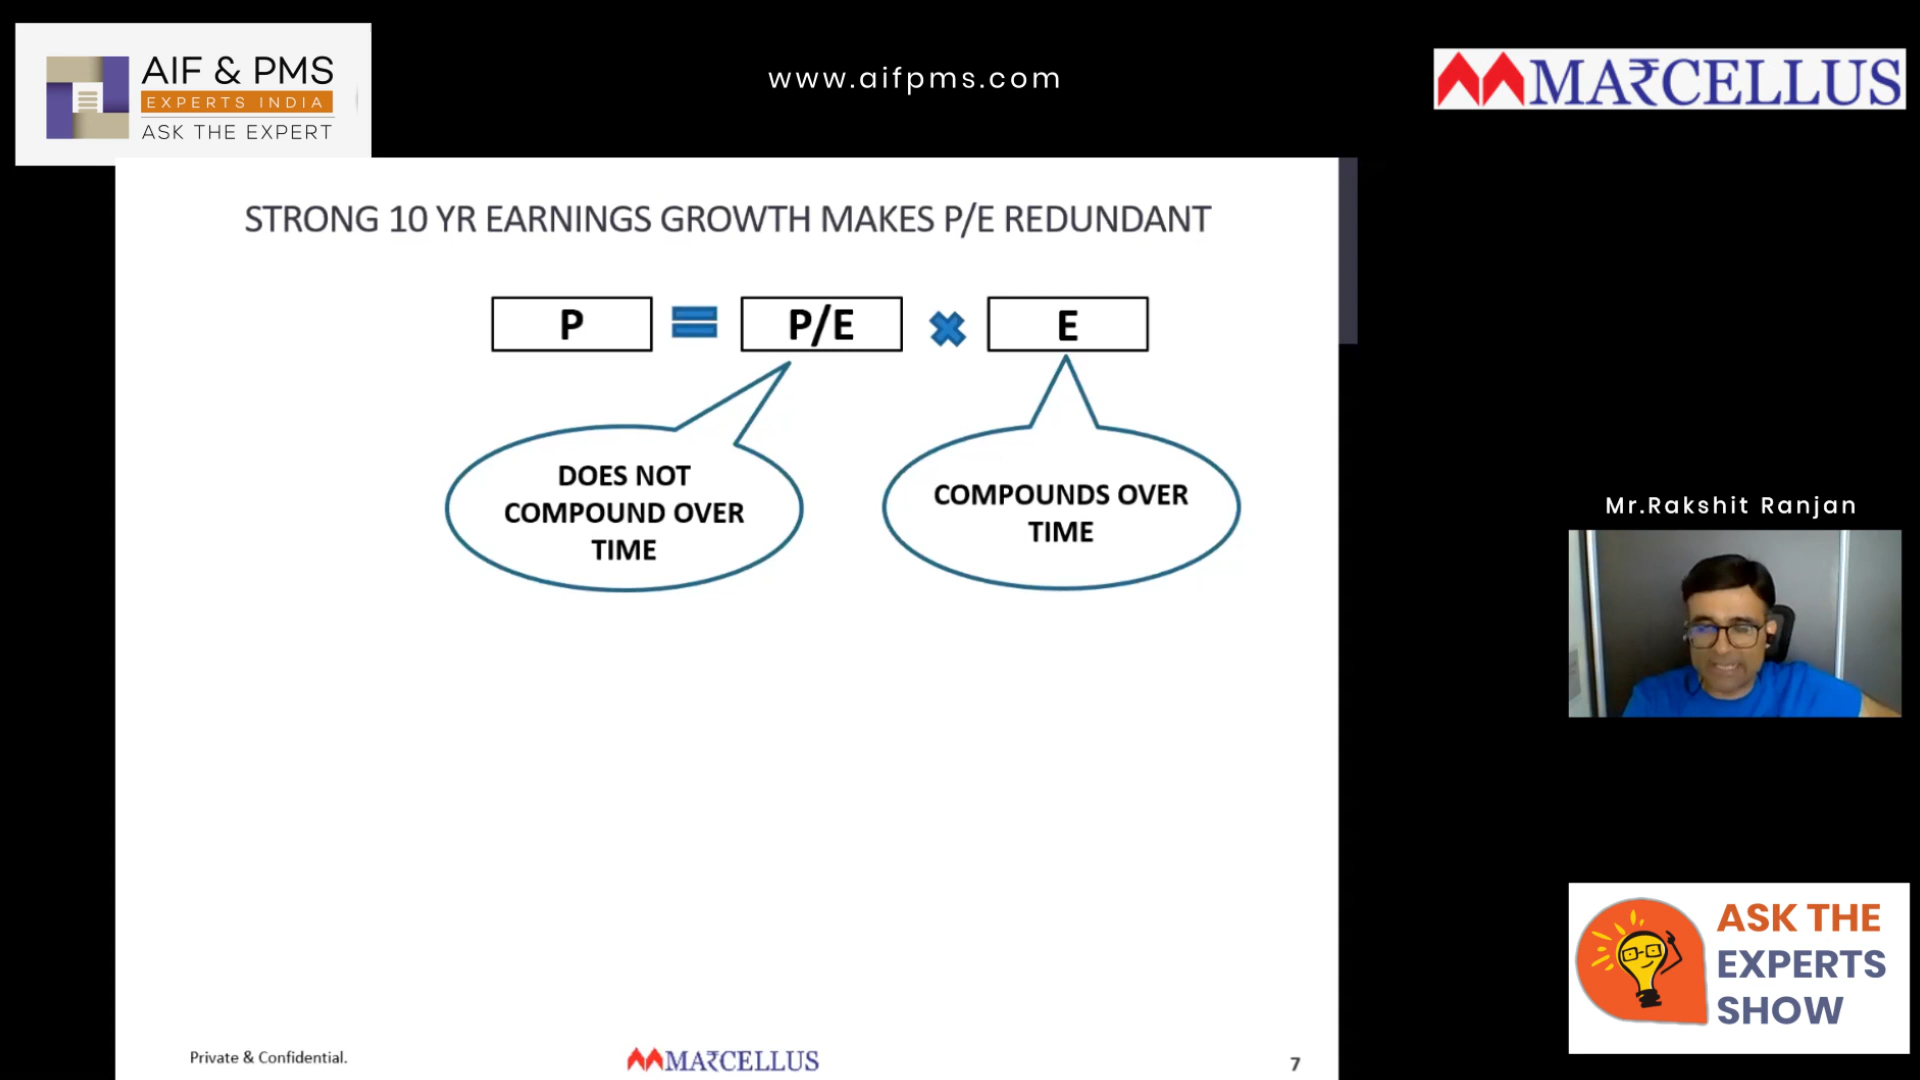 AIF & PMS
EXPERTS INDIA
ASK THE EXPERT
www.aifpms.com
MA₹CELLUS
STRONG 10 YR EARNINGS GROWTH MAKES P/E REDUNDANT
P = P/E × E
DOES NOT
COMPOUND OVER
TIME
COMPOUNDS OVER
TIME
Mr.Rakshit Ranjan
ASK THE
EXPERTS
SHOW
Private & Confidential.
MA₹CELLUS
7